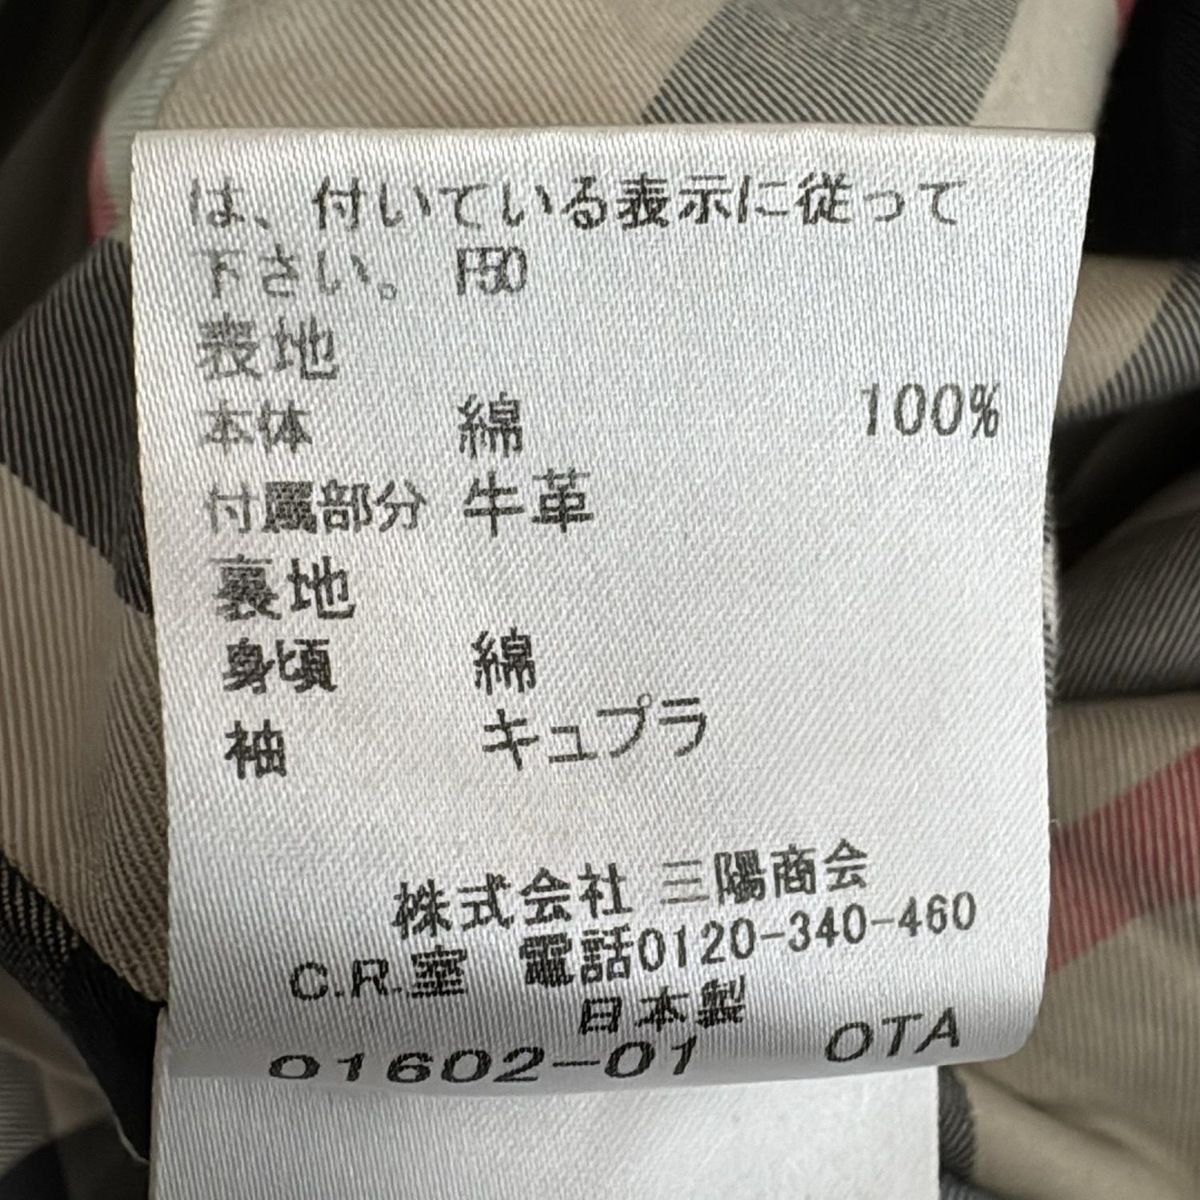 は、付いている表示に従って
下さい。 F50
表地
本体 綿 100%
付属部分 牛革
裏地
身頃 綿
袖 キュプラ
株式会社 三陽商会
C.R.室 電話0120-340-460
日本製
01602-01 OTA